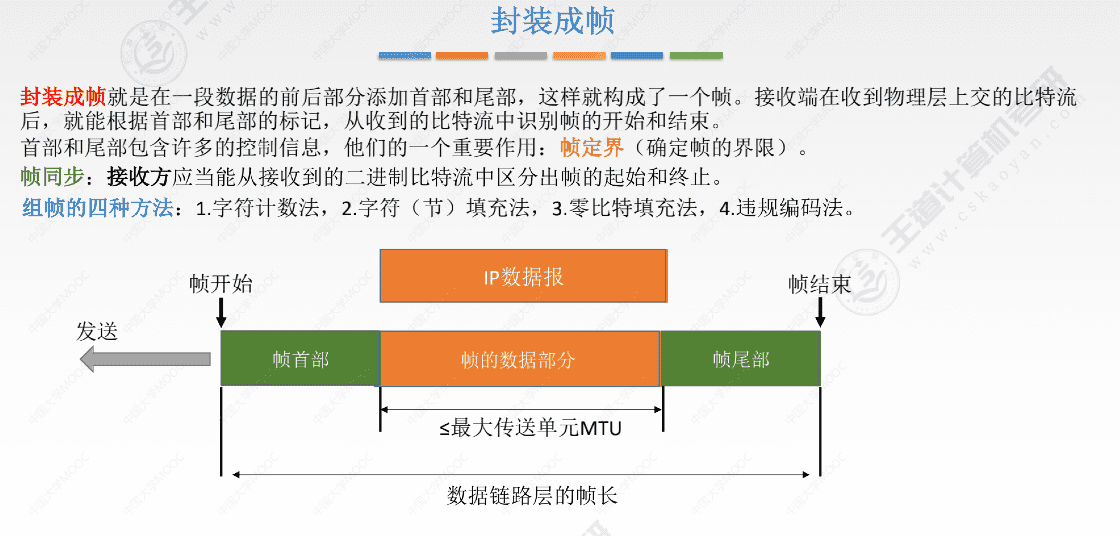 封装成帧
封装成帧就是在一段数据的前后部分添加首部和尾部，这样就构成了一个帧。接收端在收到物理层上交的比特流
后，就能根据首部和尾部的标记，从收到的比特流中识别帧的开始和结束。
首部和尾部包含许多的控制信息，他们的一个重要作用：帧定界（确定帧的界限）。
帧同步：接收方应当能从接收到的二进制比特流中区分出帧的起始和终止。
组帧的四种方法：1.字符计数法，2.字符（节）填充法，3.零比特填充法，4.违规编码法。
IP数据报
帧开始
帧结束
发送
帧首部
帧的数据部分
帧尾部
≤最大传送单元MTU
数据链路层的帧长
王道计算机考研
www.cskaoyan.com
中国大学MOOC